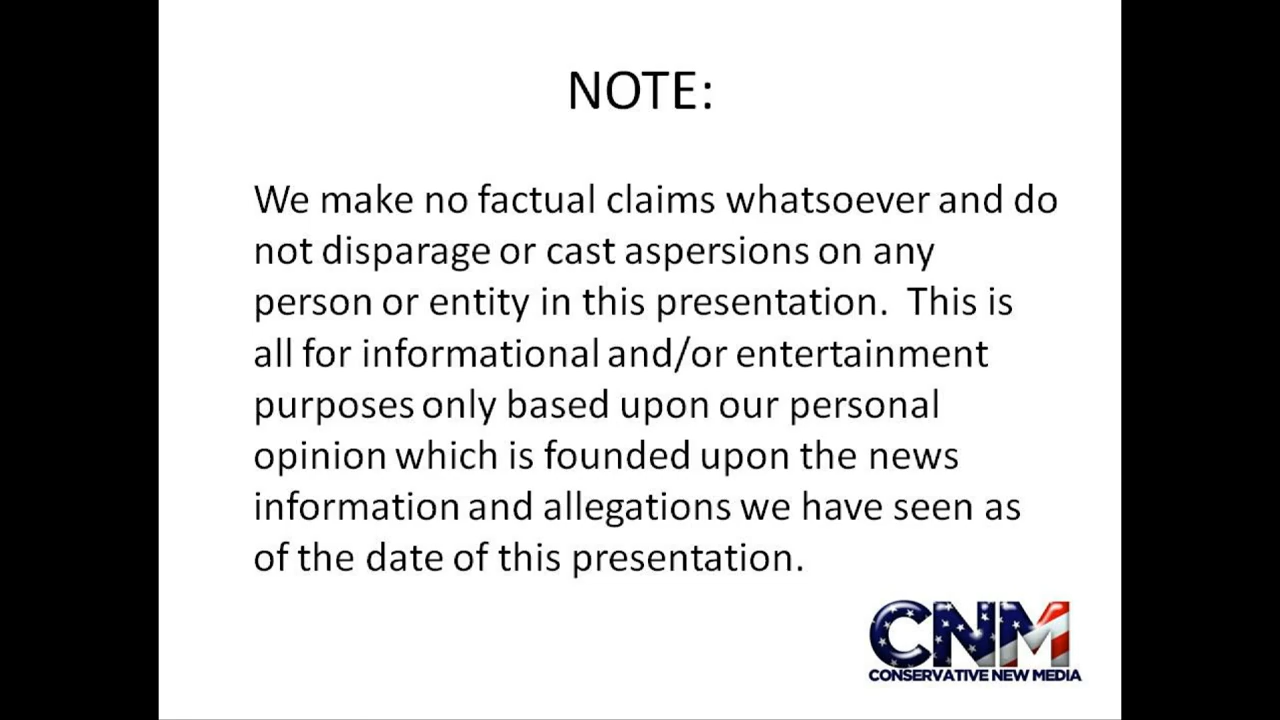 NOTE:
We make no factual claims whatsoever and do
not disparage or cast aspersions on any
person or entity in this presentation.  This is
all for informational and/or entertainment
purposes only based upon our personal
opinion which is founded upon the news
information and allegations we have seen as
of the date of this presentation.
CNM
CONSERVATIVE NEW MEDIA